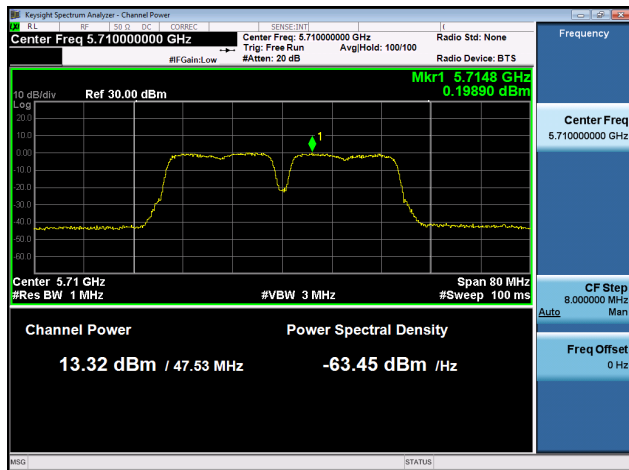 Keysight Spectrum Analyzer - Channel Power
RL RF 50 Ω DC CORREC SENSE:INT
Center Freq 5.710000000 GHz
Center Freq: 5.710000000 GHz
Radio Std: None
Trig: Free Run Avg|Hold: 100/100
#IFGain:Low #Atten: 20 dB Radio Device: BTS
Mkr1 5.7148 GHz
0.19890 dBm
10 dB/div Ref 30.00 dBm
Log
20.0
10.0
0.00
-10.0
-20.0
-30.0
-40.0
-50.0
-60.0
1
Center 5.71 GHz Span 80 MHz
#Res BW 1 MHz #VBW 3 MHz #Sweep 100 ms
Channel Power Power Spectral Density
13.32 dBm / 47.53 MHz -63.45 dBm /Hz
MSG STATUS
Frequency
Center Freq
5.710000000 GHz
CF Step
8.000000 MHz
Auto Man
Freq Offset
0 Hz